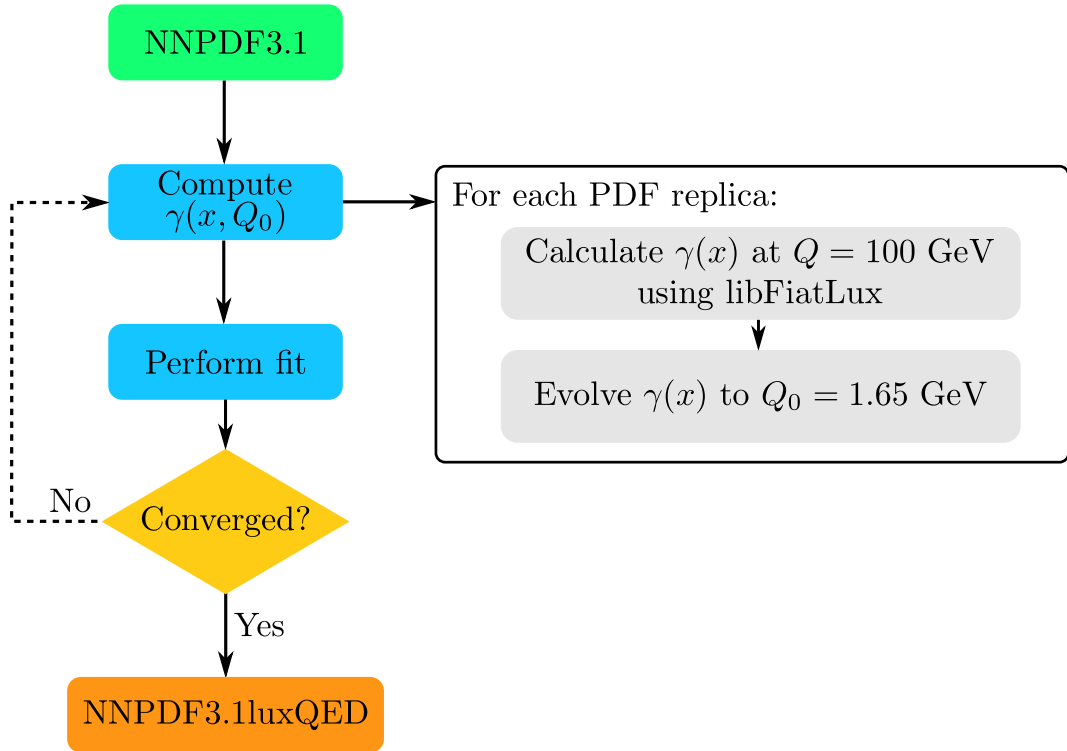 NNPDF3.1
Compute
γ(x, Q₀)
For each PDF replica:
Calculate γ(x) at Q = 100 GeV
using libFiatLux
Evolve γ(x) to Q₀ = 1.65 GeV
Perform fit
Converged?
No
Yes
NNPDF3.1luxQED